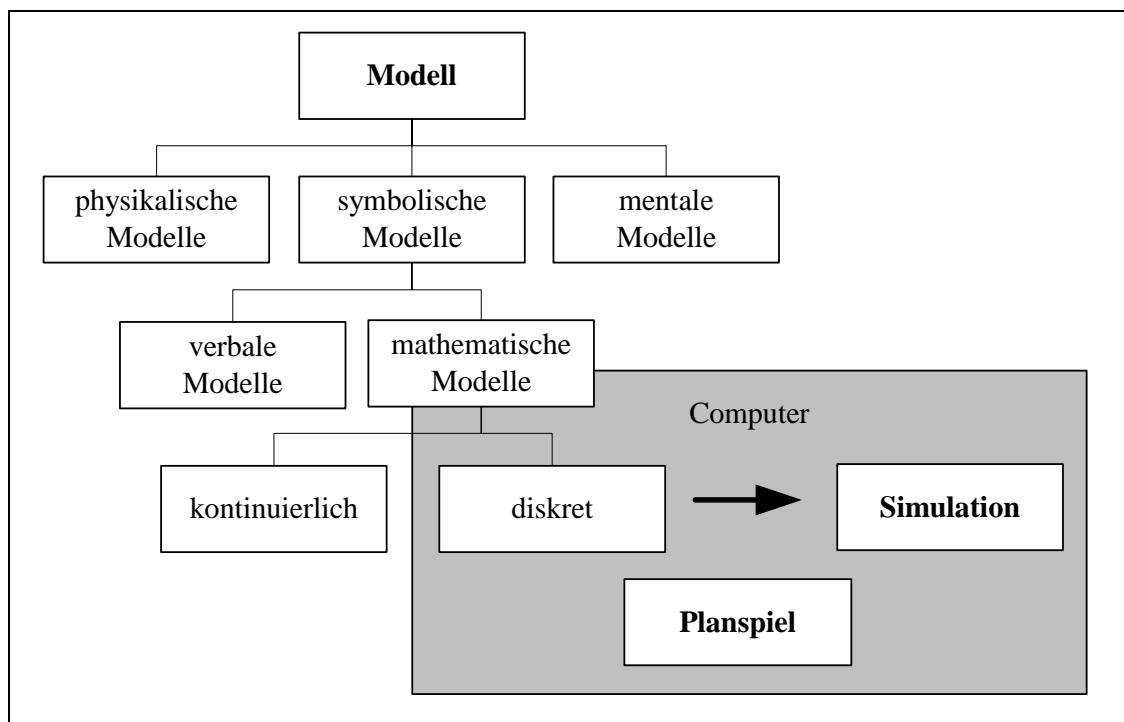 Modell
physikalische
Modelle
symbolische
Modelle
mentale
Modelle
verbale
Modelle
mathematische
Modelle
Computer
kontinuierlich
diskret
Simulation
Planspiel